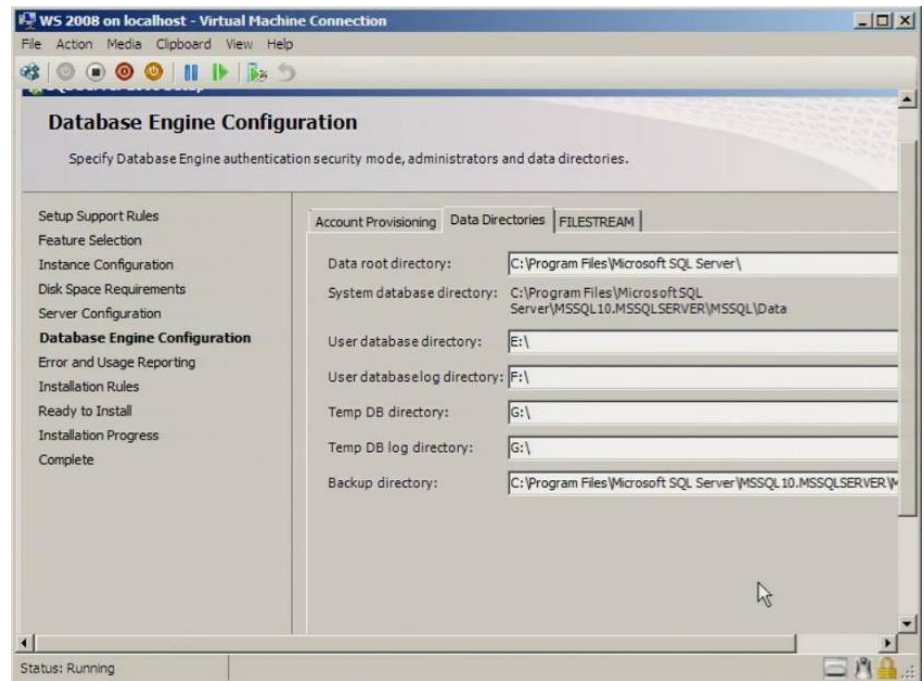 WS 2008 on localhost - Virtual Machine Connection
File Action Media Clipboard View Help
Database Engine Configuration
Specify Database Engine authentication security mode, administrators and data directories.
Setup Support Rules
Feature Selection
Instance Configuration
Disk Space Requirements
Server Configuration
Database Engine Configuration
Error and Usage Reporting
Installation Rules
Ready to Install
Installation Progress
Complete
Account Provisioning Data Directories FILESTREAM
Data root directory: C:\Program Files\Microsoft SQL Server\
System database directory: C:\Program Files\Microsoft SQL
Server\MSSQL10.MSSQLSERVER\MSSQL\Data
User database directory: E:\
User database log directory: F:\
Temp DB directory: G:\
Temp DB log directory: G:\
Backup directory: C:\Program Files\Microsoft SQL Server\MSSQL10.MSSQLSERVER\M
Status: Running